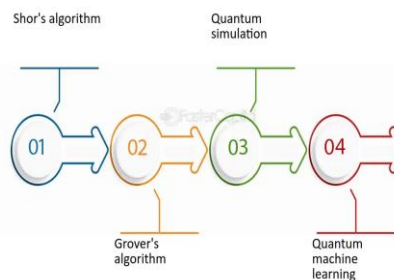 Shor's algorithm
Quantum
simulation
01
02
03
04
Grover's
algorithm
Quantum
machine
learning